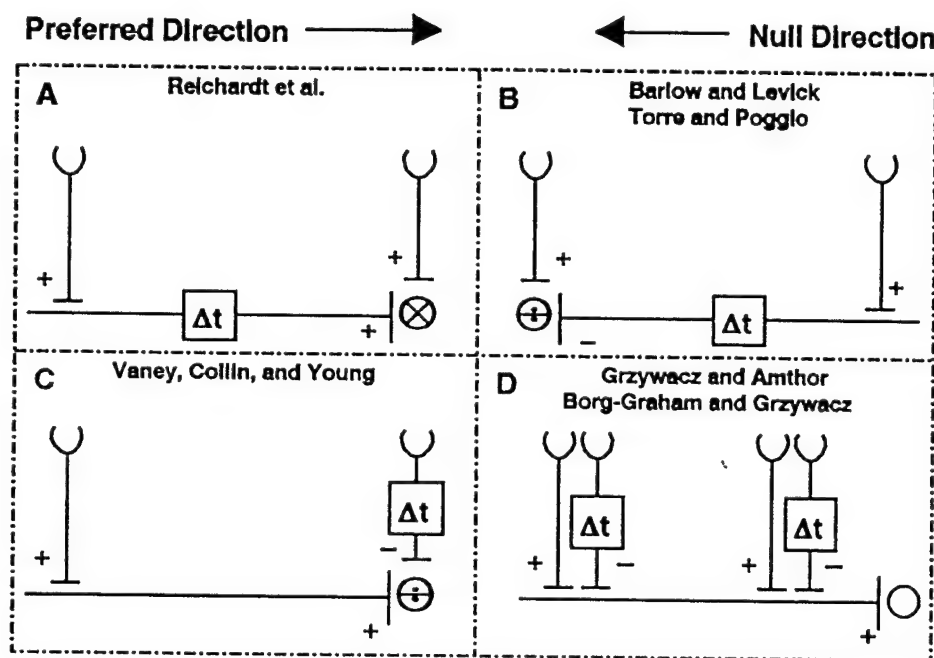 Preferred Direction
Null Direction
A
Reichardt et al.
+
+
Δt
+
B
Barlow and Levick
Torre and Poggio
+
+
−
Δt
C
Vaney, Collin, and Young
+
Δt
−
+
D
Grzywacz and Amthor
Borg-Graham and Grzywacz
+
Δt
−
+
Δt
−
+